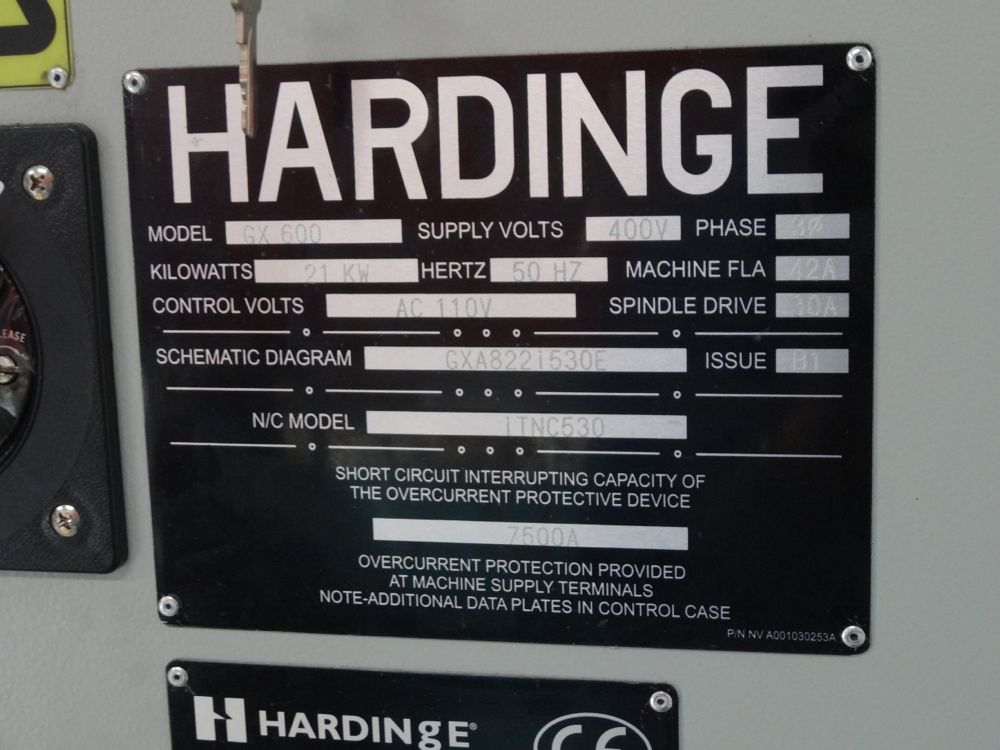 HARDINGE
MODEL GX 600 SUPPLY VOLTS 400V PHASE 3Ø
KILOWATTS 21 KW HERTZ 50 HZ MACHINE FLA 42A
CONTROL VOLTS AC 110V SPINDLE DRIVE 30A
SCHEMATIC DIAGRAM GXA822i530E ISSUE B1
N/C MODEL iTNC530
SHORT CIRCUIT INTERRUPTING CAPACITY OF
THE OVERCURRENT PROTECTIVE DEVICE
7500A
OVERCURRENT PROTECTION PROVIDED
AT MACHINE SUPPLY TERMINALS
NOTE-ADDITIONAL DATA PLATES IN CONTROL CASE
P/N NV A001030253A
HARDINgE®
CE